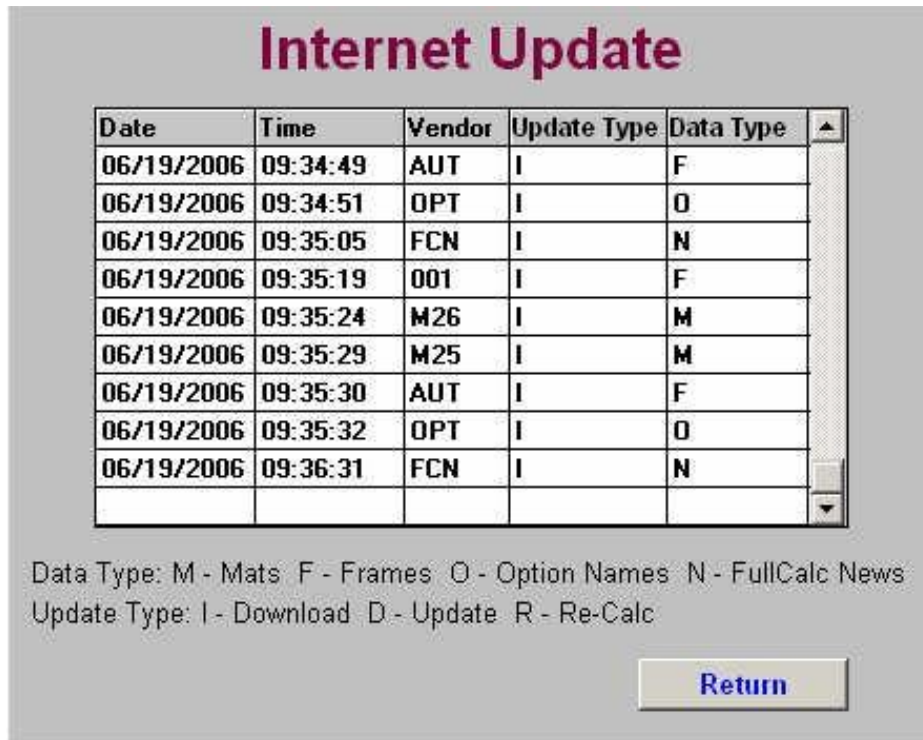 Internet Update
Date Time Vendor Update Type Data Type
06/19/2006 09:34:49 AUT I F
06/19/2006 09:34:51 OPT I O
06/19/2006 09:35:05 FCN I N
06/19/2006 09:35:19 001 I F
06/19/2006 09:35:24 M26 I M
06/19/2006 09:35:29 M25 I M
06/19/2006 09:35:30 AUT I F
06/19/2006 09:35:32 OPT I O
06/19/2006 09:36:31 FCN I N
Data Type: M - Mats F - Frames O - Option Names N - FullCalc News
Update Type: I - Download D - Update R - Re-Calc
Return